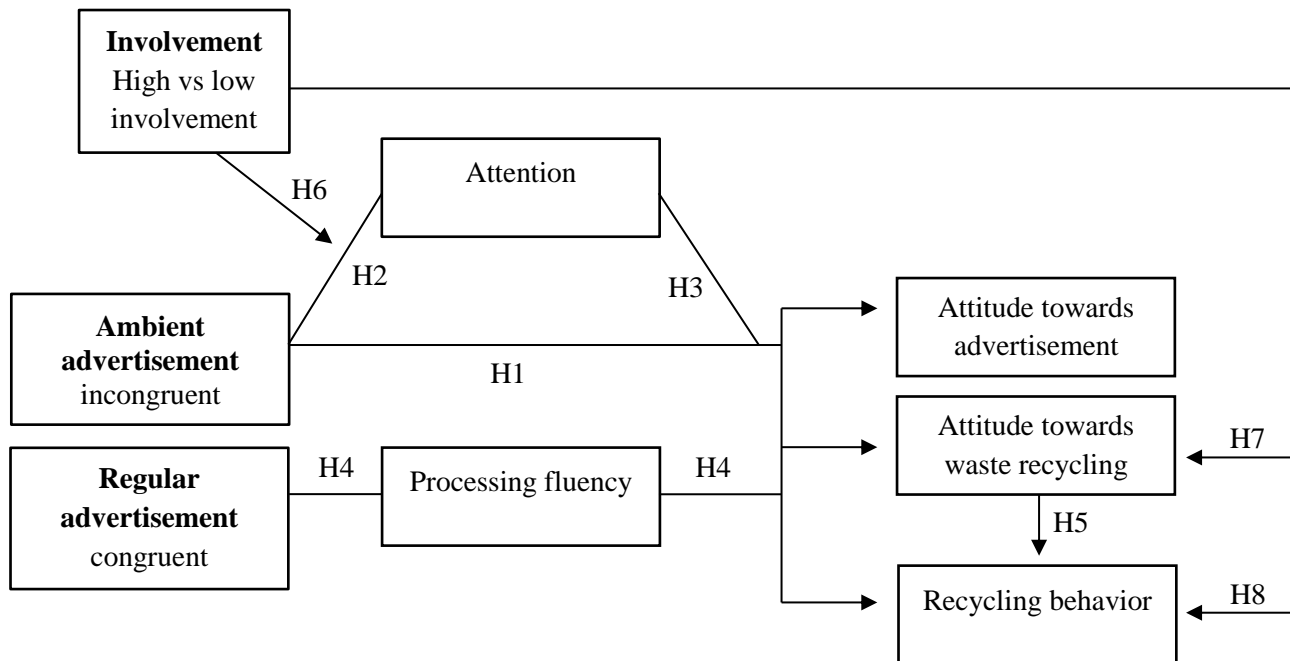 Involvement
High vs low
involvement
H6
Attention
H2
H3
Ambient
advertisement
incongruent
H1
Attitude towards
advertisement
Regular
advertisement
congruent
H4
Processing fluency
H4
Attitude towards
waste recycling
H7
H5
Recycling behavior
H8